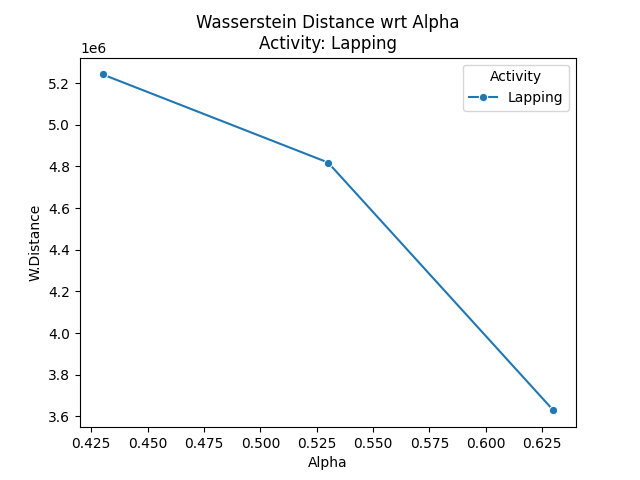 Wasserstein Distance wrt Alpha
Activity: Lapping
1e6
Activity
Lapping
5.2
5.0
4.8
4.6
4.4
4.2
4.0
3.8
3.6
W.Distance
0.425 0.450 0.475 0.500 0.525 0.550 0.575 0.600 0.625
Alpha